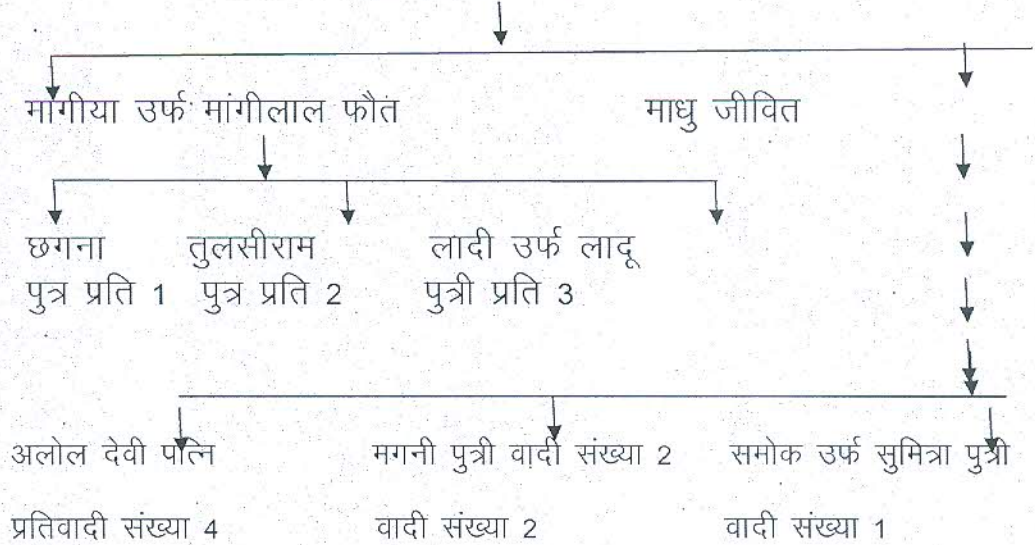 मांगीया उर्फ मांगीलाल फौत माधु जीवित
छगना तुलसीराम लादी उर्फ लादू
पुत्र प्रति 1 पुत्र प्रति 2 पुत्री प्रति 3
अलोल देवी पत्नि मगनी पुत्री वादी संख्या 2 समोक उर्फ सुमित्रा पुत्री
प्रतिवादी संख्या 4 वादी संख्या 2 वादी संख्या 1